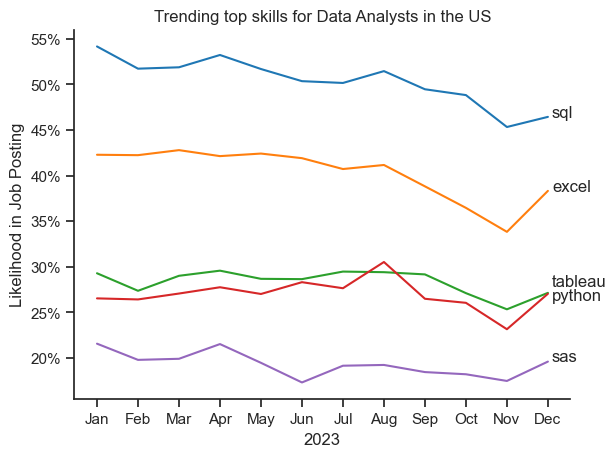 Trending top skills for Data Analysts in the US
Likelihood in Job Posting
55%
50%
45%
40%
35%
30%
25%
20%
sql
excel
tableau
python
sas
Jan Feb Mar Apr May Jun Jul Aug Sep Oct Nov Dec
2023